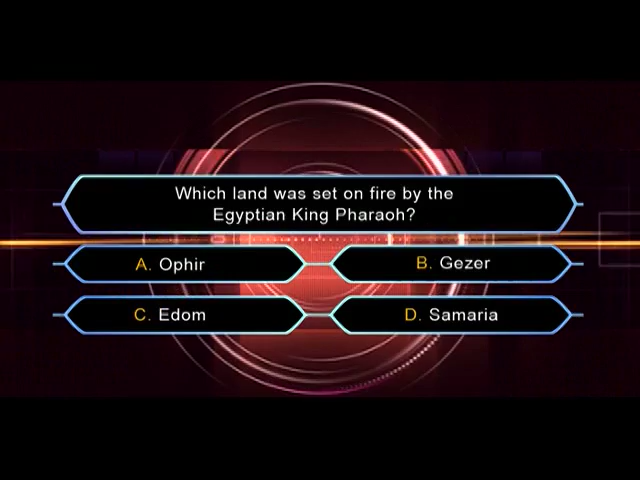 Which land was set on fire by the
Egyptian King Pharaoh?
A. Ophir
B. Gezer
C. Edom
D. Samaria